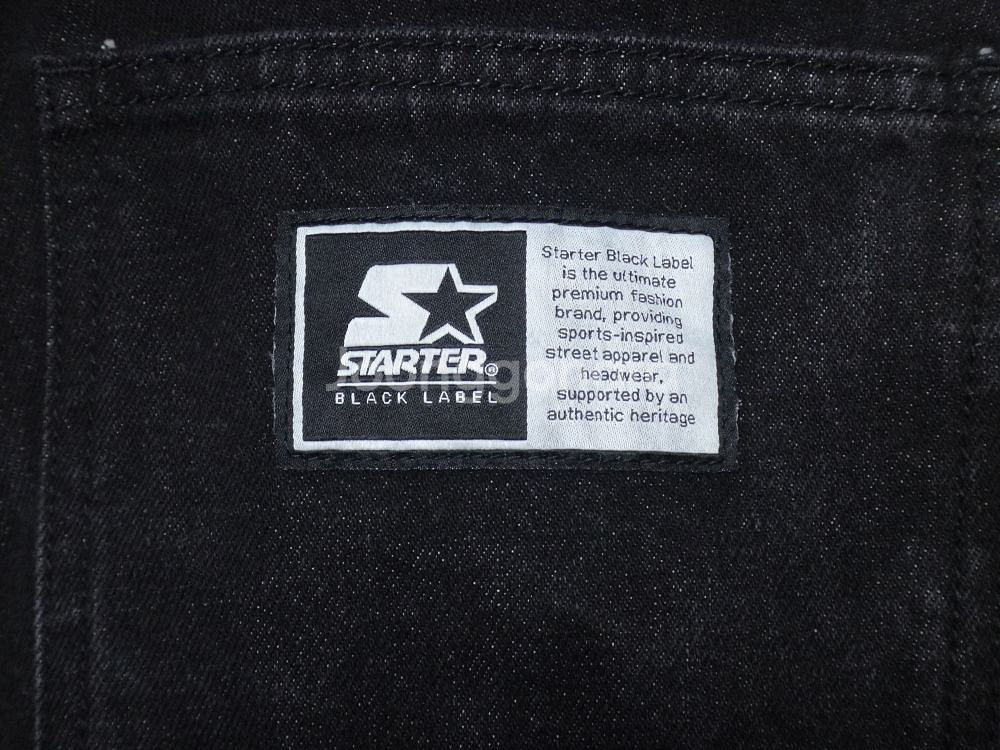 STARTER®
BLACK LABEL
Starter Black Label
is the ultimate
premium fashion
brand, providing
sports-inspired
street apparel and
headwear,
supported by an
authentic heritage